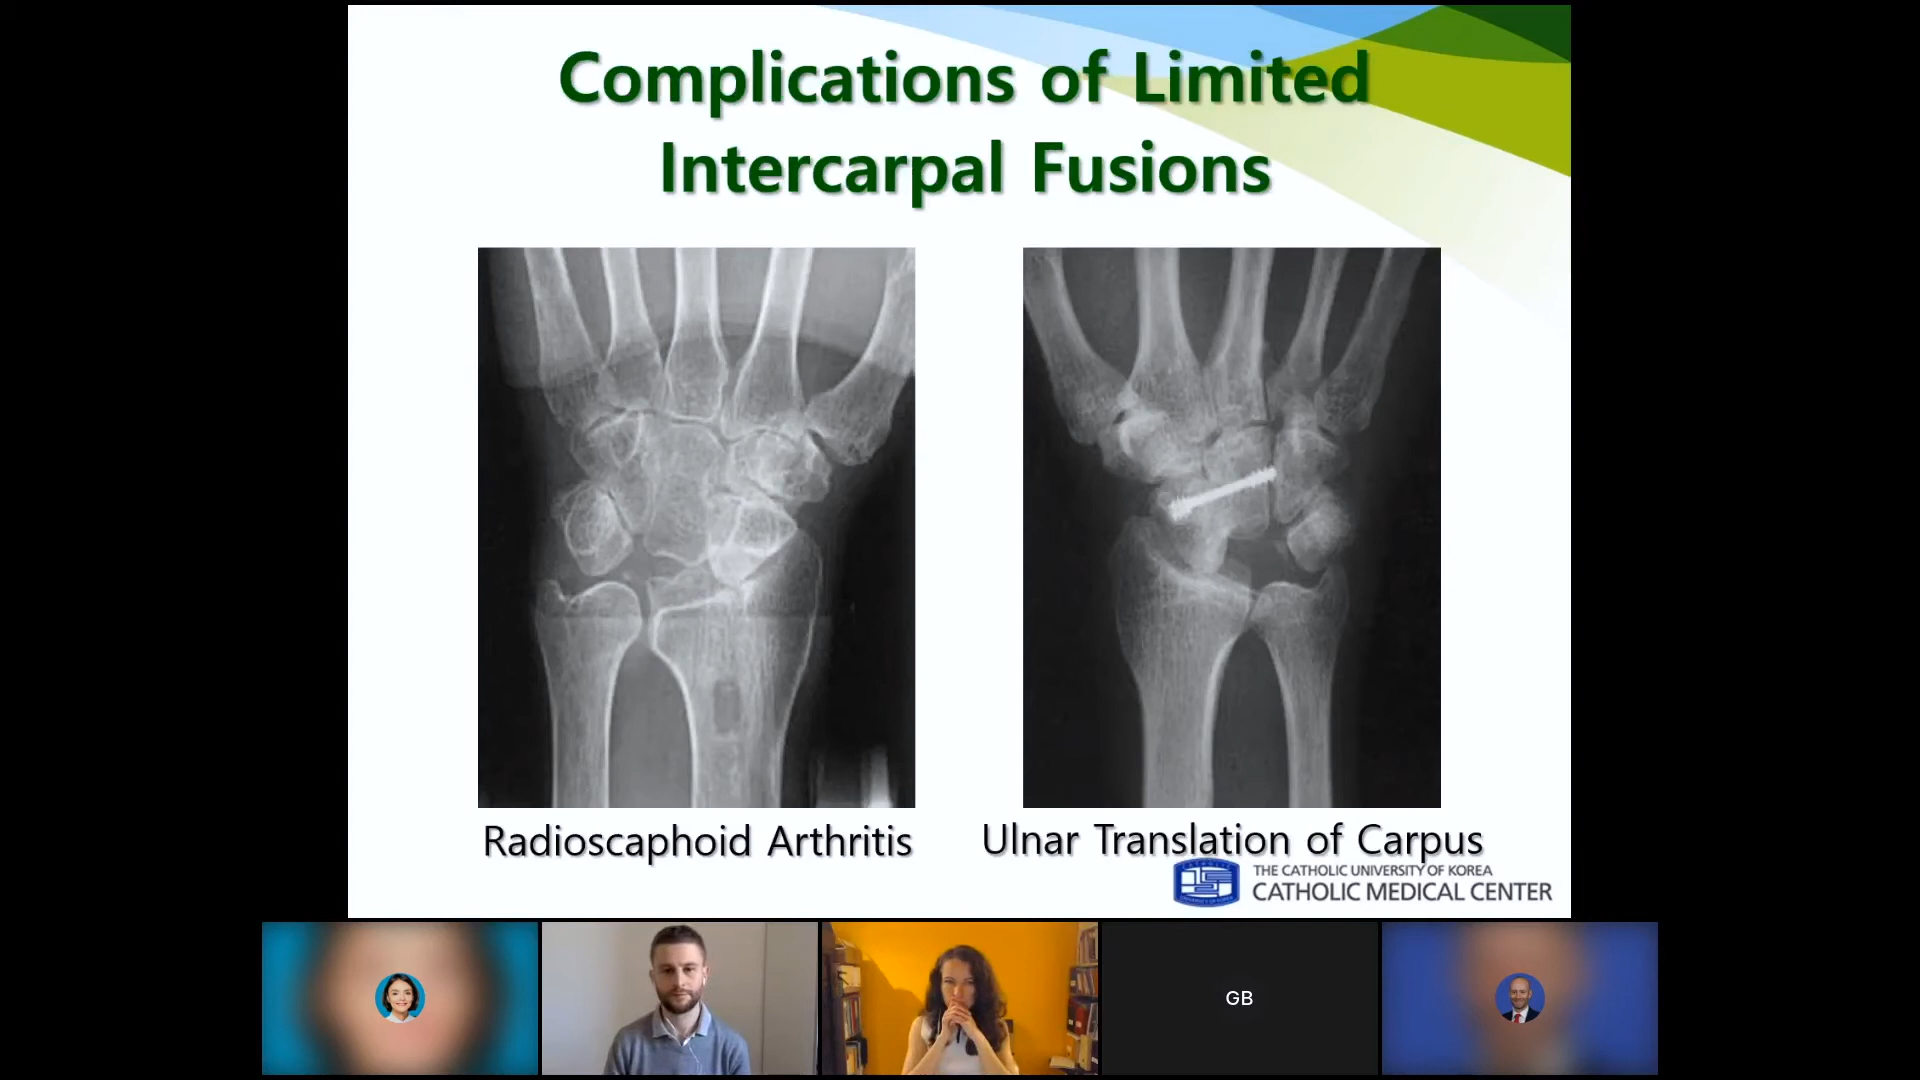 Complications of Limited
Intercarpal Fusions
Radioscaphoid Arthritis
Ulnar Translation of Carpus
THE CATHOLIC UNIVERSITY OF KOREA
CATHOLIC MEDICAL CENTER
GB